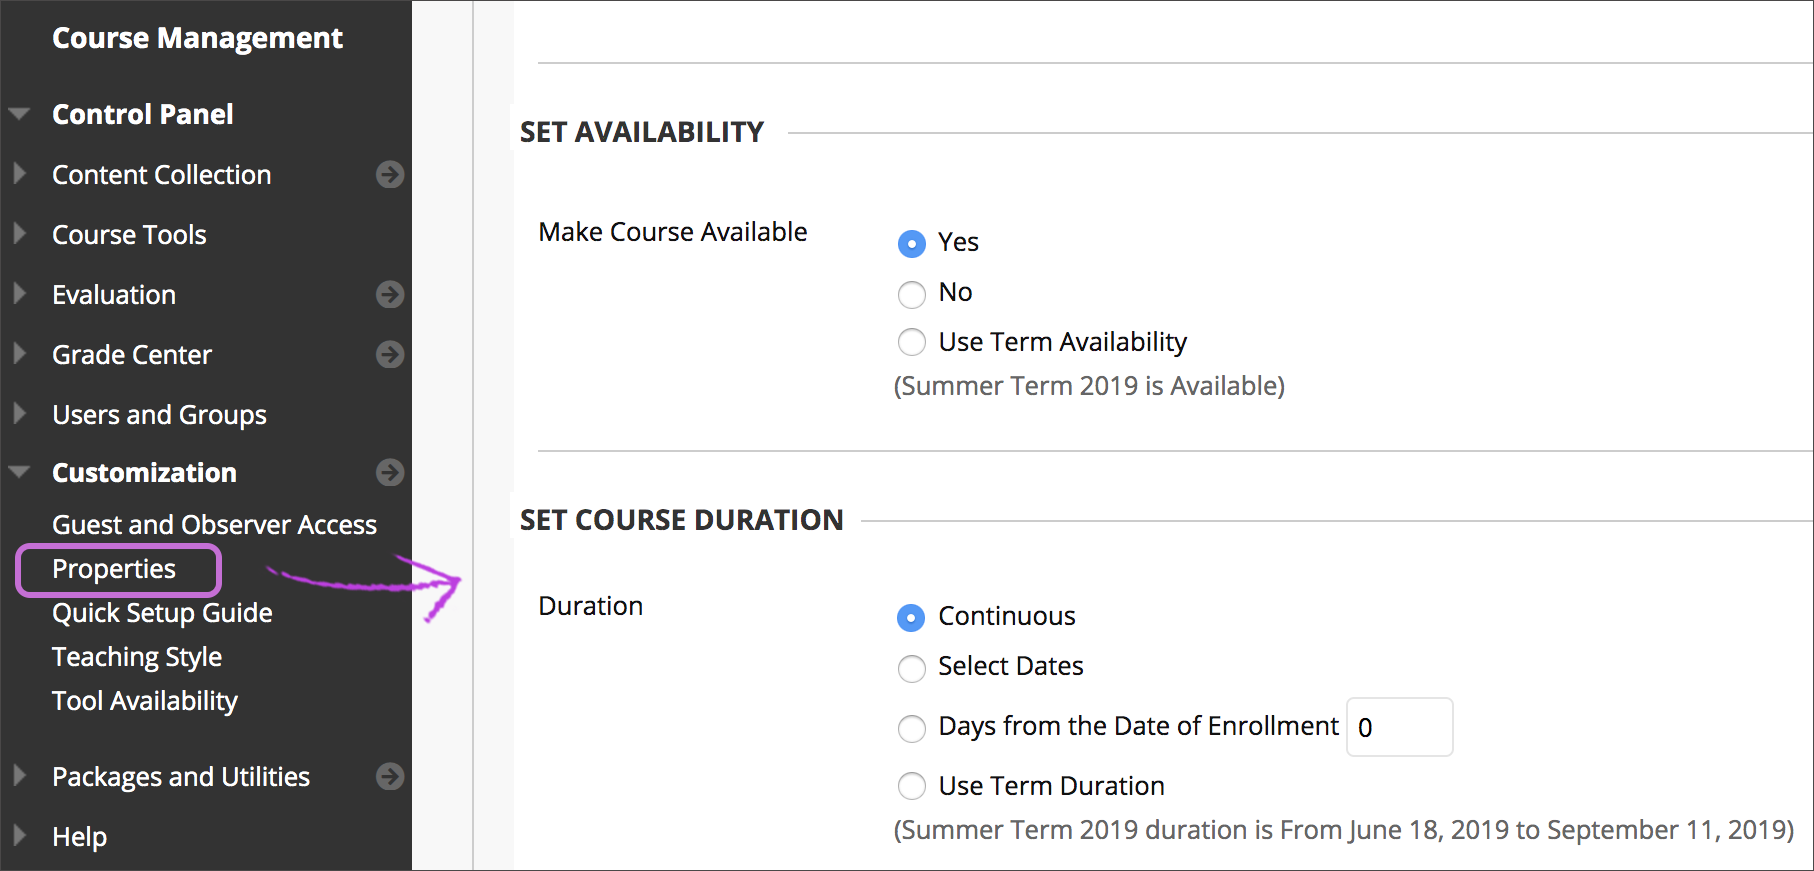 Course Management
Control Panel
Content Collection
Course Tools
Evaluation
Grade Center
Users and Groups
Customization
Guest and Observer Access
Properties
Quick Setup Guide
Teaching Style
Tool Availability
Packages and Utilities
Help
SET AVAILABILITY
Make Course Available
Yes
No
Use Term Availability
(Summer Term 2019 is Available)
SET COURSE DURATION
Duration
Continuous
Select Dates
Days from the Date of Enrollment 0
Use Term Duration
(Summer Term 2019 duration is From June 18, 2019 to September 11, 2019)